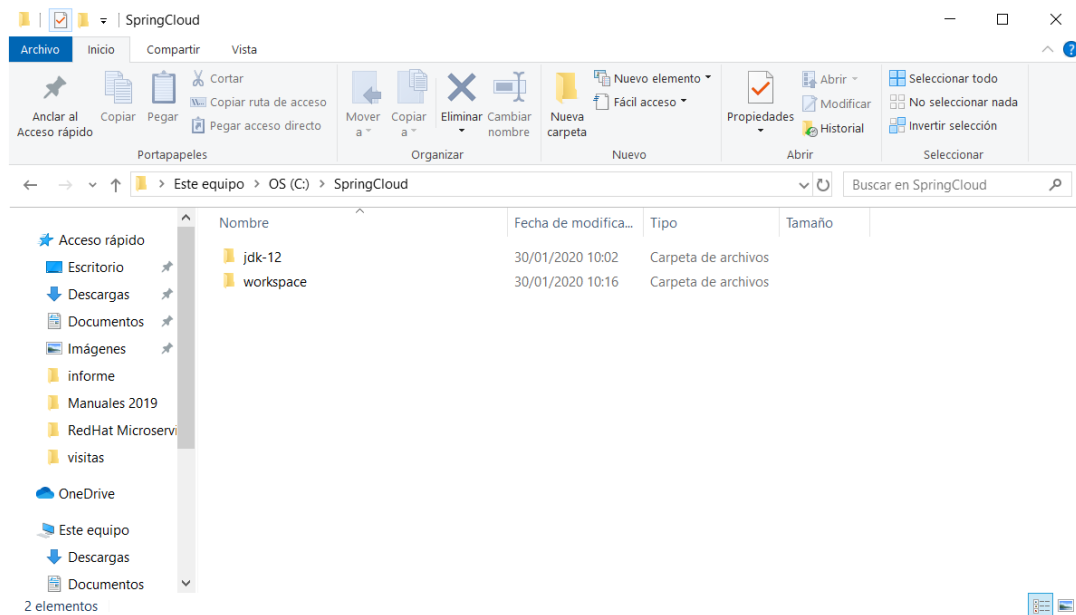 SpringCloud
Archivo Inicio Compartir Vista
Anclar al Acceso rápido
Copiar
Pegar
Cortar
Copiar ruta de acceso
Pegar acceso directo
Portapapeles
Mover a
Copiar a
Eliminar
Cambiar nombre
Organizar
Nueva carpeta
Nuevo elemento
Fácil acceso
Nuevo
Propiedades
Abrir
Modificar
Historial
Abrir
Seleccionar todo
No seleccionar nada
Invertir selección
Seleccionar
Este equipo > OS (C:) > SpringCloud
Buscar en SpringCloud
Nombre Fecha de modifica... Tipo Tamaño
jdk-12 30/01/2020 10:02 Carpeta de archivos
workspace 30/01/2020 10:16 Carpeta de archivos
Acceso rápido
Escritorio
Descargas
Documentos
Imágenes
informe
Manuales 2019
RedHat Microservi
visitas
OneDrive
Este equipo
Descargas
Documentos
2 elementos